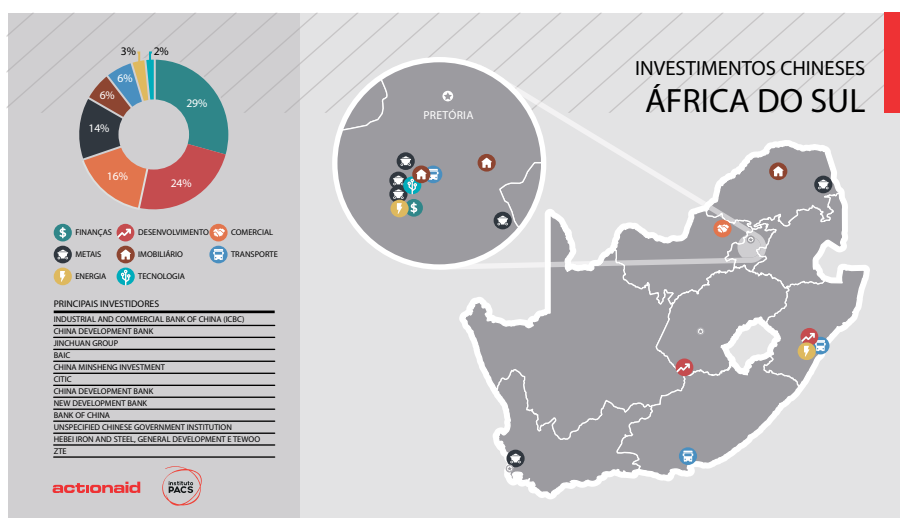 INVESTIMENTOS CHINESES
ÁFRICA DO SUL
3%
2%
6%
29%
6%
14%
16%
24%
$ FINANÇAS
DESENVOLVIMENTO
COMERCIAL
METAIS
IMOBILIÁRIO
TRANSPORTE
ENERGIA
TECNOLOGIA
PRINCIPAIS INVESTIDORES
INDUSTRIAL AND COMMERCIAL BANK OF CHINA (ICBC)
CHINA DEVELOPMENT BANK
JINCHUAN GROUP
BAIC
CHINA MINSHENG INVESTMENT
CITIC
CHINA DEVELOPMENT BANK
NEW DEVELOPMENT BANK
BANK OF CHINA
UNSPECIFIED CHINESE GOVERNMENT INSTITUTION
HEBEI IRON AND STEEL, GENERAL DEVELOPMENT E TEWOO
ZTE
actionaid
instituto
PACS
PRETÓRIA
$